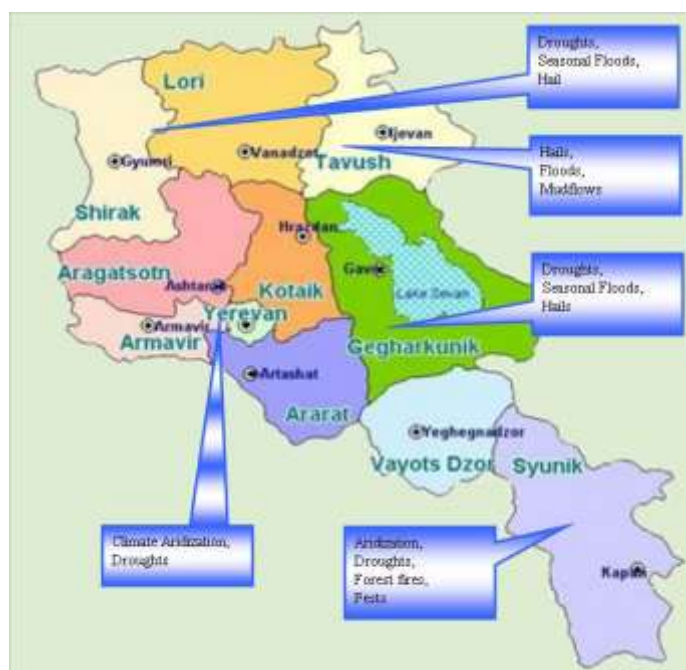 Droughts,
Seasonal Floods,
Hail
Lori
Ijevan
Gyumri
Vanadzor
Tavush
Hails,
Floods,
Mudflows
Shirak
Hrazdan
Aragatsotn
Gavar
Droughts,
Seasonal Floods,
Hails
Ashtarak
Kotaik
Lake Sevan
Yerevan
Armavir
Armavir
Gegharkunik
Artashat
Ararat
Yeghegnadzor
Vayots Dzor
Syunik
Climate Aridization,
Droughts
Aridization,
Droughts,
Forest fires,
Pests
Kapan